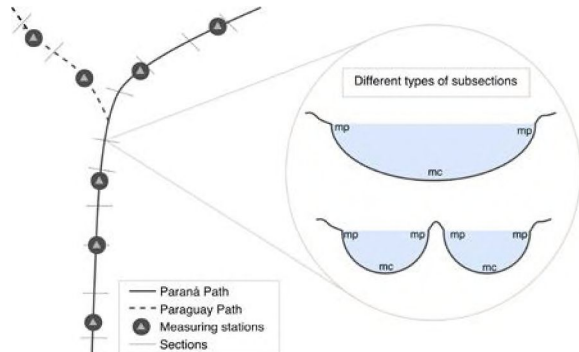 Different types of subsections
mp
mp
mc
mp
mp
mp
mp
mc
mc
Paraná Path
Paraguay Path
Measuring stations
Sections